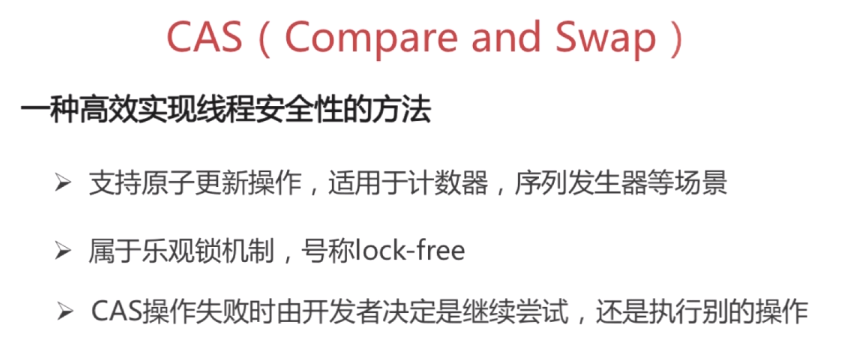 CAS（Compare and Swap）
一种高效实现线程安全性的方法
➢ 支持原子更新操作，适用于计数器，序列发生器等场景
➢ 属于乐观锁机制，号称lock-free
➢ CAS操作失败时由开发者决定是继续尝试，还是执行别的操作